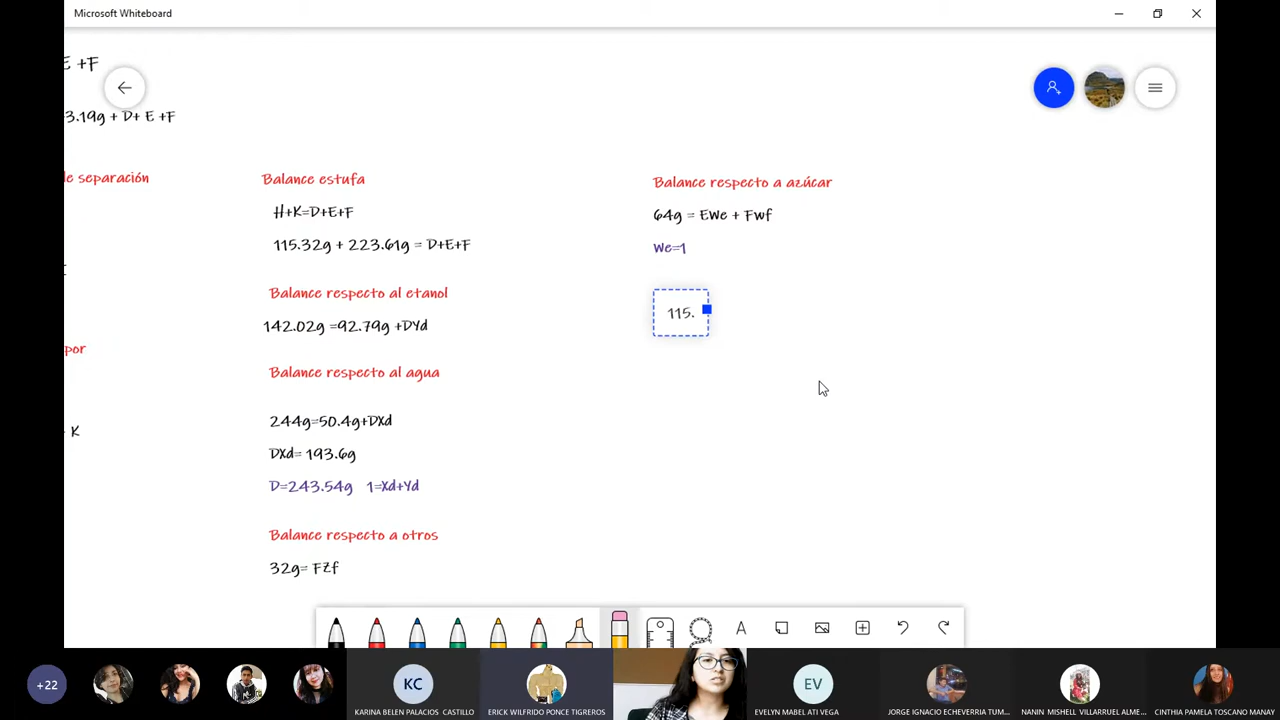 Microsoft Whiteboard
E +F
3.19g + D+ E +F
de separación
Balance estufa
H+K=D+E+F
115.32g + 223.61g = D+E+F
Balance respecto al etanol
142.02g =92.79g +DYd
por
Balance respecto al agua
244g=50.4g+DXd
K
DXd= 193.6g
D=243.54g 1=Xd+Yd
Balance respecto a otros
32g= FZf
Balance respecto a azúcar
64g = EWe + Fwf
We=1
115.
A
+22
KC
KARINA BELEN PALACIOS CASTILLO
ERICK WILFRIDO PONCE TIGREROS
EV
EVELYN MABEL ATI VEGA
JORGE IGNACIO ECHEVERRIA TUM...
NANIN MISHELL VILLARRUEL ALME...
CINTHIA PAMELA TOSCANO MANAY